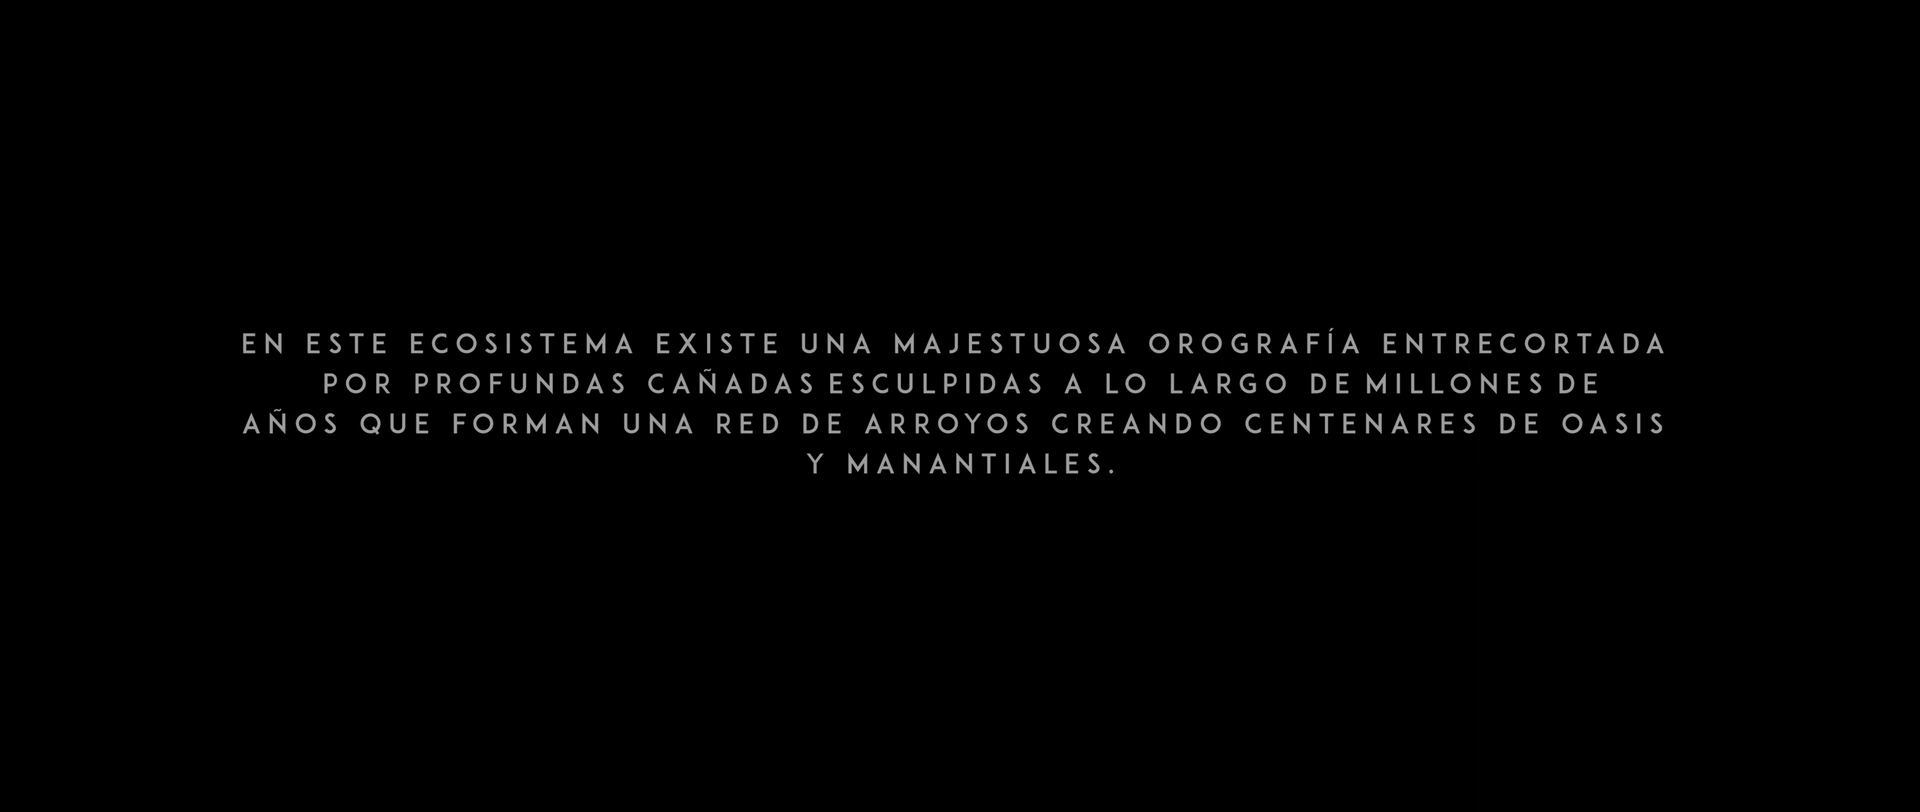 EN ESTE ECOSISTEMA EXISTE UNA MAJESTUOSA OROGRAFÍA ENTRECORTADA
POR PROFUNDAS CAÑADAS ESCULPIDAS A LO LARGO DE MILLONES DE
AÑOS QUE FORMAN UNA RED DE ARROYOS CREANDO CENTENARES DE OASIS
Y MANANTIALES.